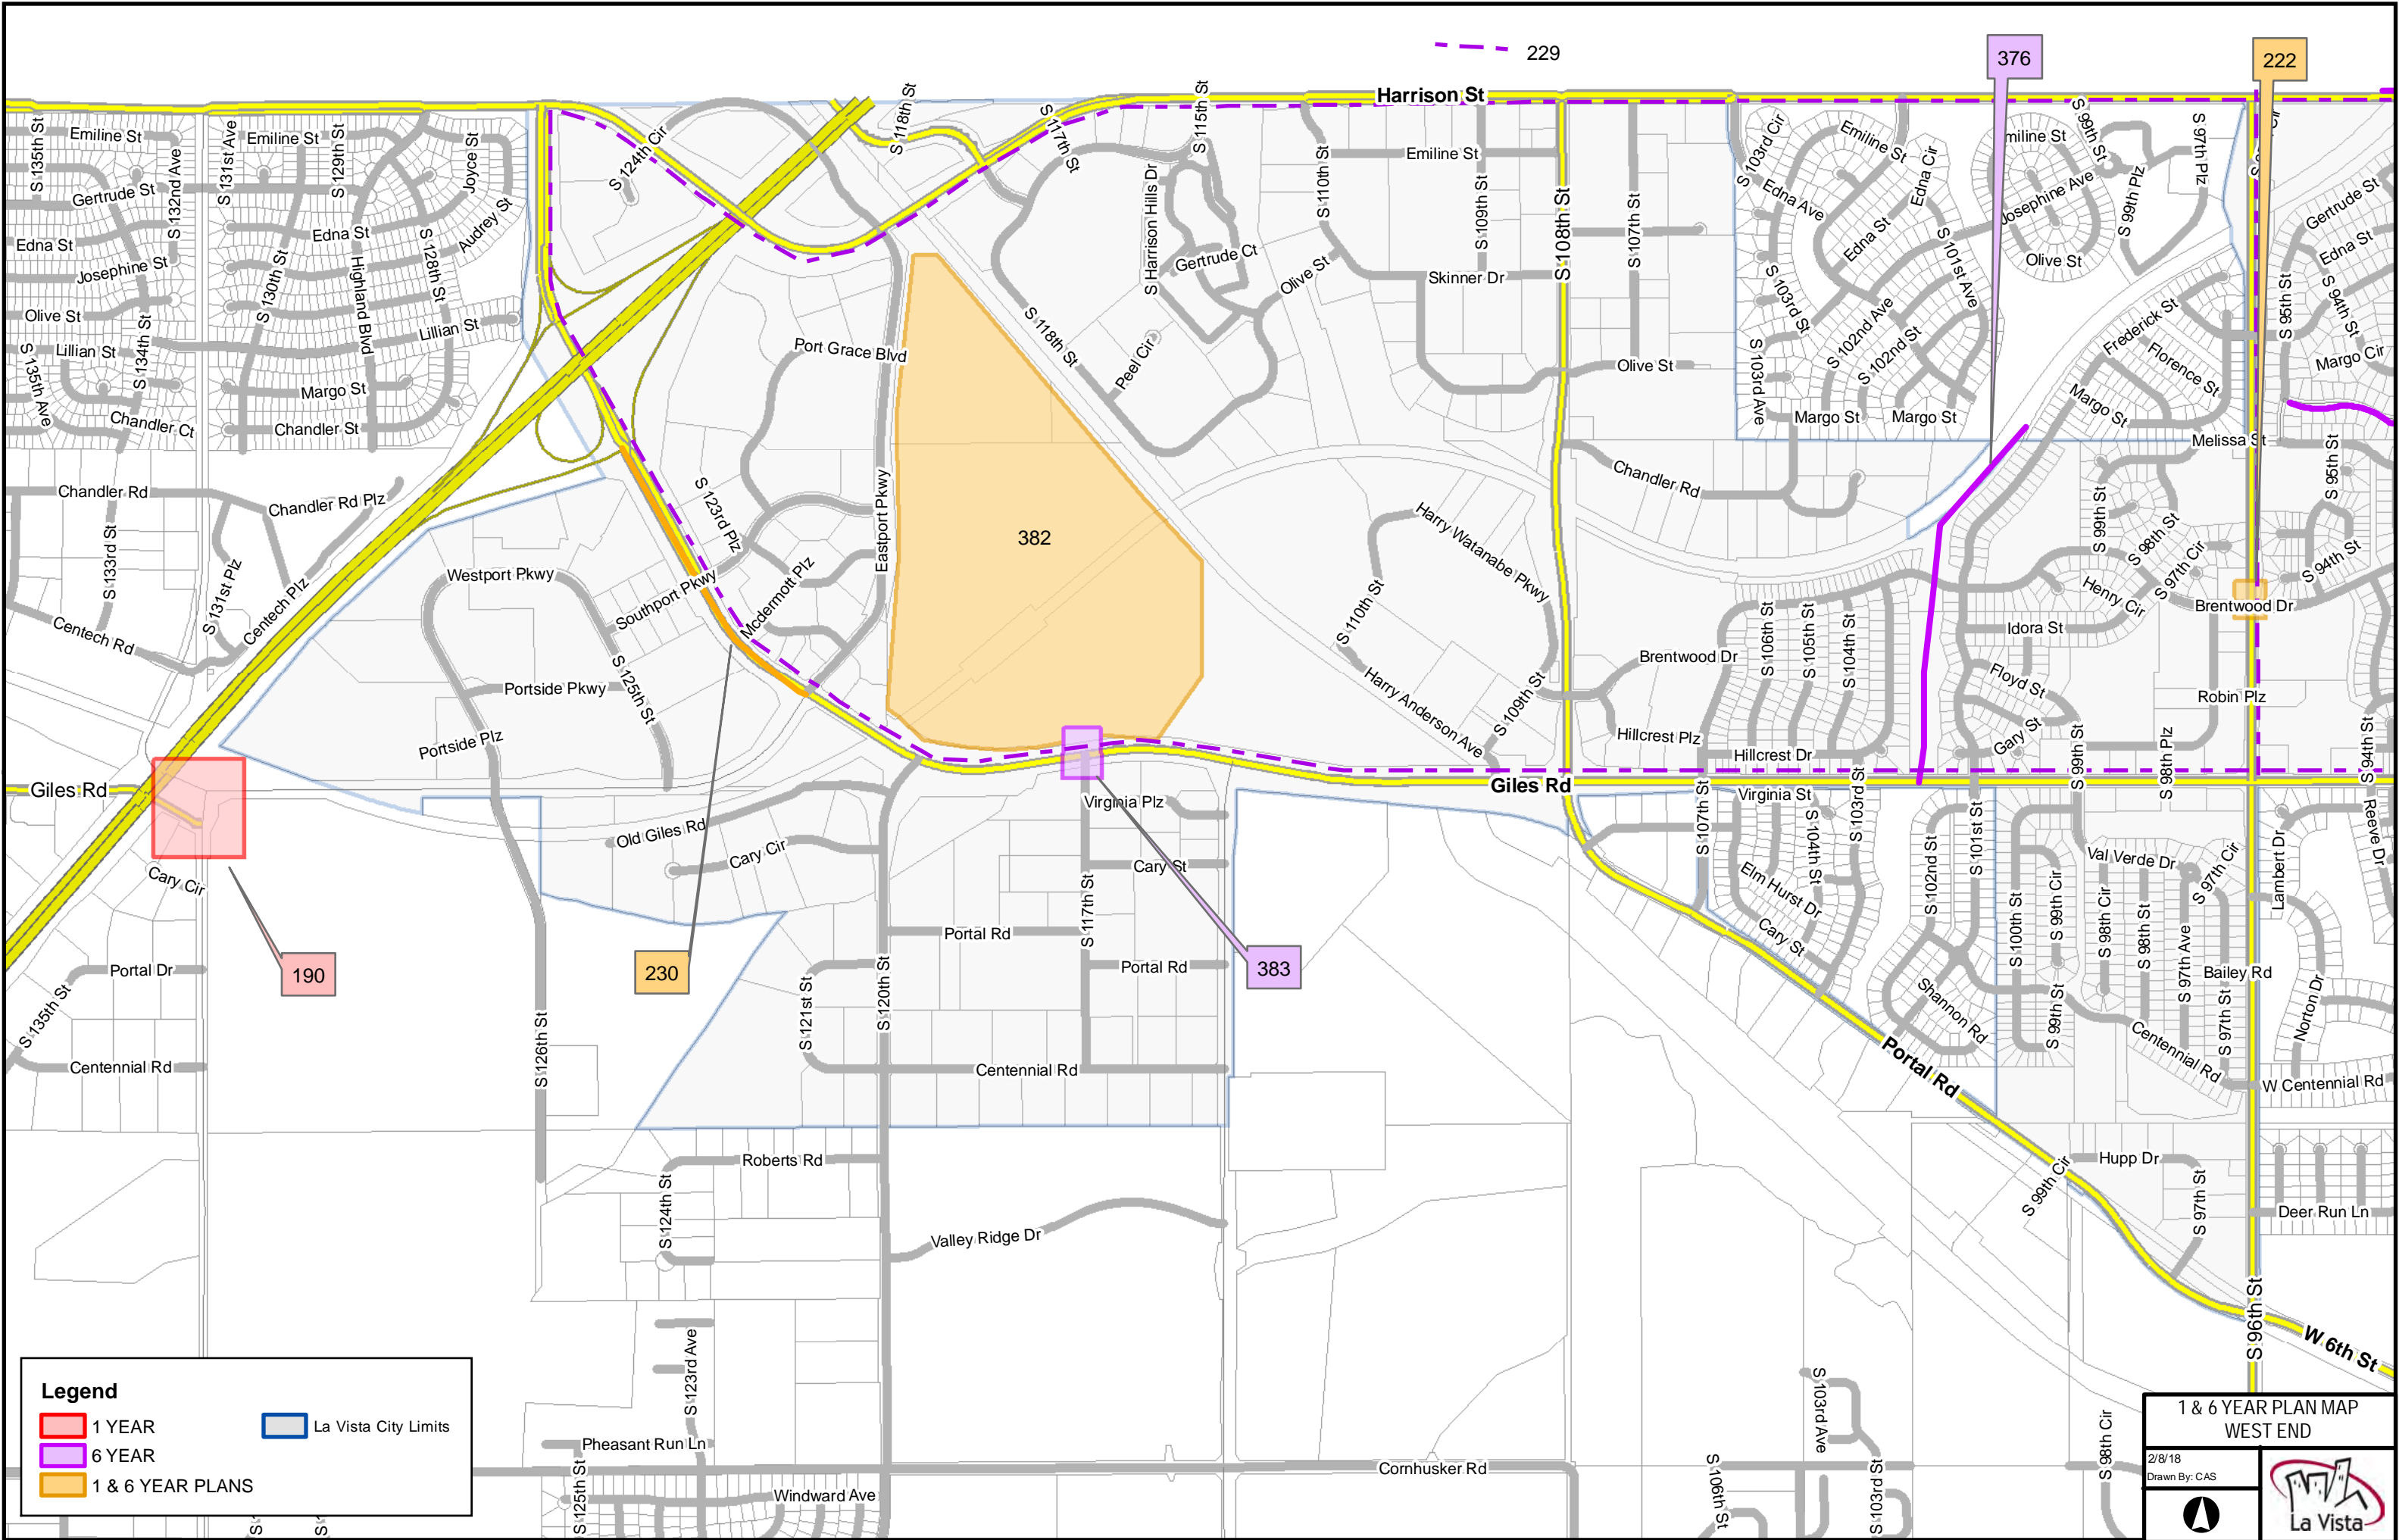 229
376
222
Harrison St
S 135th St
Emiline St
S 132nd Ave
Gertrude St
Edna St
Josephine St
Olive St
S 134th St
Lillian St
S 135th Ave
Chandler Ct
S 131st Ave
Emiline St
S 129th St
Joyce St
Edna St
Audrey St
S 130th St
Highland Blvd
S 128th St
Lillian St
Margo St
Chandler St
S 124th Cir
S 118th St
S 117th St
S 115th St
S Harrison Hills Dr
Gertrude Ct
Olive St
S 118th St
Peel Cir
Port Grace Blvd
Eastport Pkwy
S 110th St
Emiline St
S 109th St
Skinner Dr
S 108th St
S 107th St
Olive St
S 103rd Cir
Emiline St
Edna Ave
Edna Cir
Edna St
S 101st Ave
S 103rd St
S 102nd Ave
S 102nd St
S 103rd Ave
Margo St
Margo St
miline St
S 99th St
Josephine Ave
S 99th Plz
S 97th Plz
Olive St
Frederick St
Florence St
Margo St
Melissa St
Gertrude St
Edna St
S 95th St
S 94th St
Margo Cir
S 95th St
S 94th St
Chandler Rd
Chandler Rd Plz
S 133rd St
S 131st Plz
Centech Plz
Centech Rd
Westport Pkwy
Southport Pkwy
S 123rd Plz
Mcdermott Plz
S 125th St
Portside Pkwy
Portside Plz
382
Harry Watanabe Pkwy
S 110th St
Harry Anderson Ave
S 109th St
Chandler Rd
Brentwood Dr
Hillcrest Plz
S 106th St
S 105th St
S 104th St
Hillcrest Dr
S 99th St
S 98th St
S 97th Cir
Henry Cir
Brentwood Dr
Idora St
Floyd St
Gary St
S 99th St
S 98th Plz
Robin Plz
S 98th Plz
S 94th St
Giles Rd
Giles Rd
Cary Cir
Old Giles Rd
Cary Cir
Virginia Plz
Cary St
S 117th St
Portal Rd
Portal Rd
S 121st St
S 120th St
Centennial Rd
190
230
383
Portal Dr
S 135th St
Centennial Rd
S 126th St
Virginia St
S 107th St
S 104th St
S 103rd St
Elm Hurst Dr
Cary St
S 102nd St
S 101st St
Shannon Rd
S 100th St
S 99th Cir
S 99th St
Val Verde Dr
S 98th Cir
S 98th St
S 97th Ave
S 97th Cir
S 97th St
Bailey Rd
Centennial Rd
Lambert Dr
Reeve Dr
Norton Dr
W Centennial Rd
Portal Rd
Hupp Dr
S 99th Cir
S 97th St
Deer Run Ln
S 96th St
W 6th St
Roberts Rd
S 124th St
Valley Ridge Dr
S 123rd Ave
Pheasant Run Ln
S 125th St
Windward Ave
Cornhusker Rd
S 103rd Ave
S 106th St
S 103rd St
S 98th Cir
Legend
1 YEAR
La Vista City Limits
6 YEAR
1 & 6 YEAR PLANS
1 & 6 YEAR PLAN MAP
WEST END
2/8/18
Drawn By: CAS
La Vista